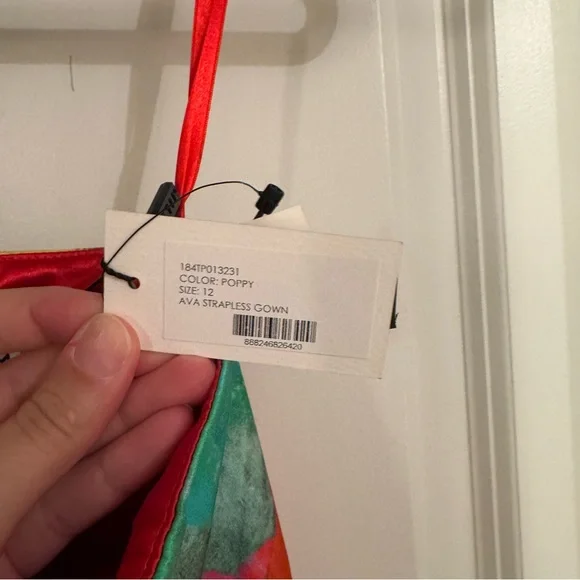 184TP013231
COLOR: POPPY
SIZE: 12
AVA STRAPLESS GOWN
888246826420